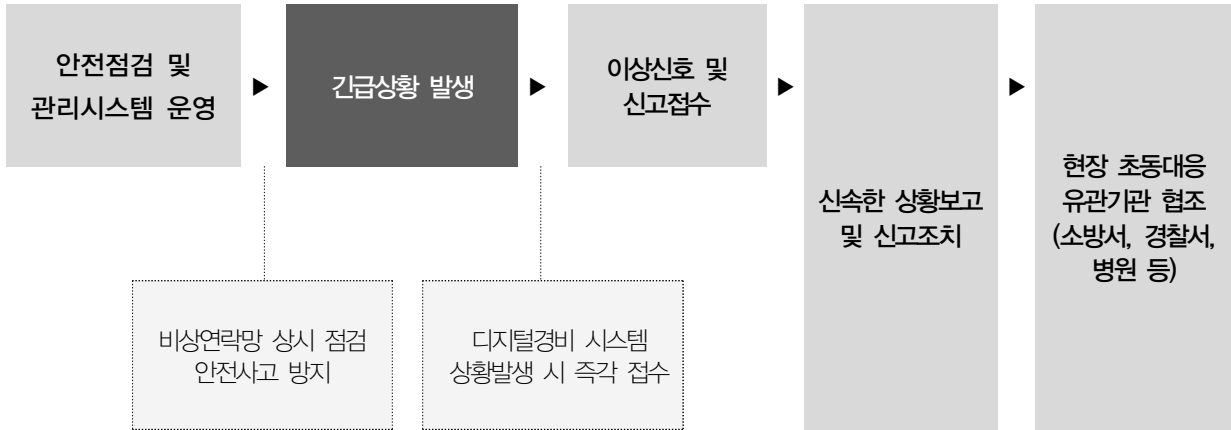 안전점검 및
관리시스템 운영
▶
긴급상황 발생
▶
이상신호 및
신고접수
▶
신속한 상황보고
및 신고조치
▶
현장 초동대응
유관기관 협조
(소방서, 경찰서,
병원 등)
비상연락망 상시 점검
안전사고 방지
디지털경비 시스템
상황발생 시 즉각 접수